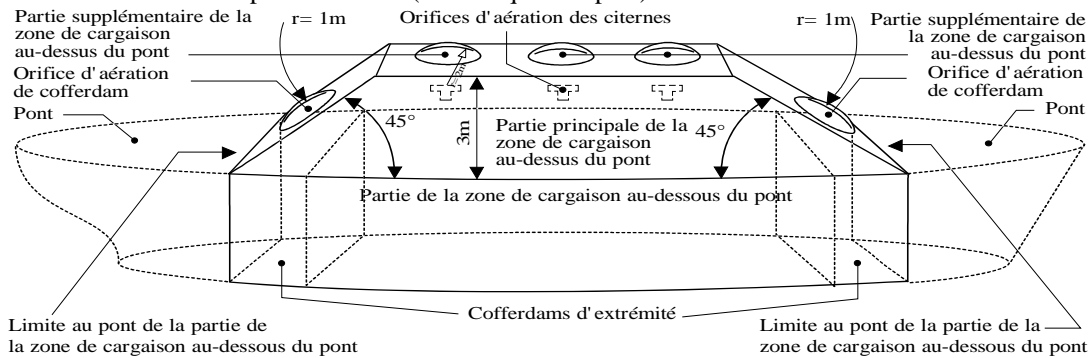 Partie supplémentaire de la
zone de cargaison
au-dessus du pont
r= 1m
Orifices d'aération des citernes
r= 1m
Partie supplémentaire de
la zone de cargaison
au-dessus du pont
Orifice d'aération
de cofferdam
Orifice d'aération
de cofferdam
Pont
Pont
45°
3m
Partie principale de la
zone de cargaison
au-dessus du pont
45°
Partie de la zone de cargaison au-dessous du pont
Cofferdams d'extrémité
Limite au pont de la partie de
la zone de cargaison au-dessous du pont
Limite au pont de la partie de la
zone de cargaison au-dessous du pont